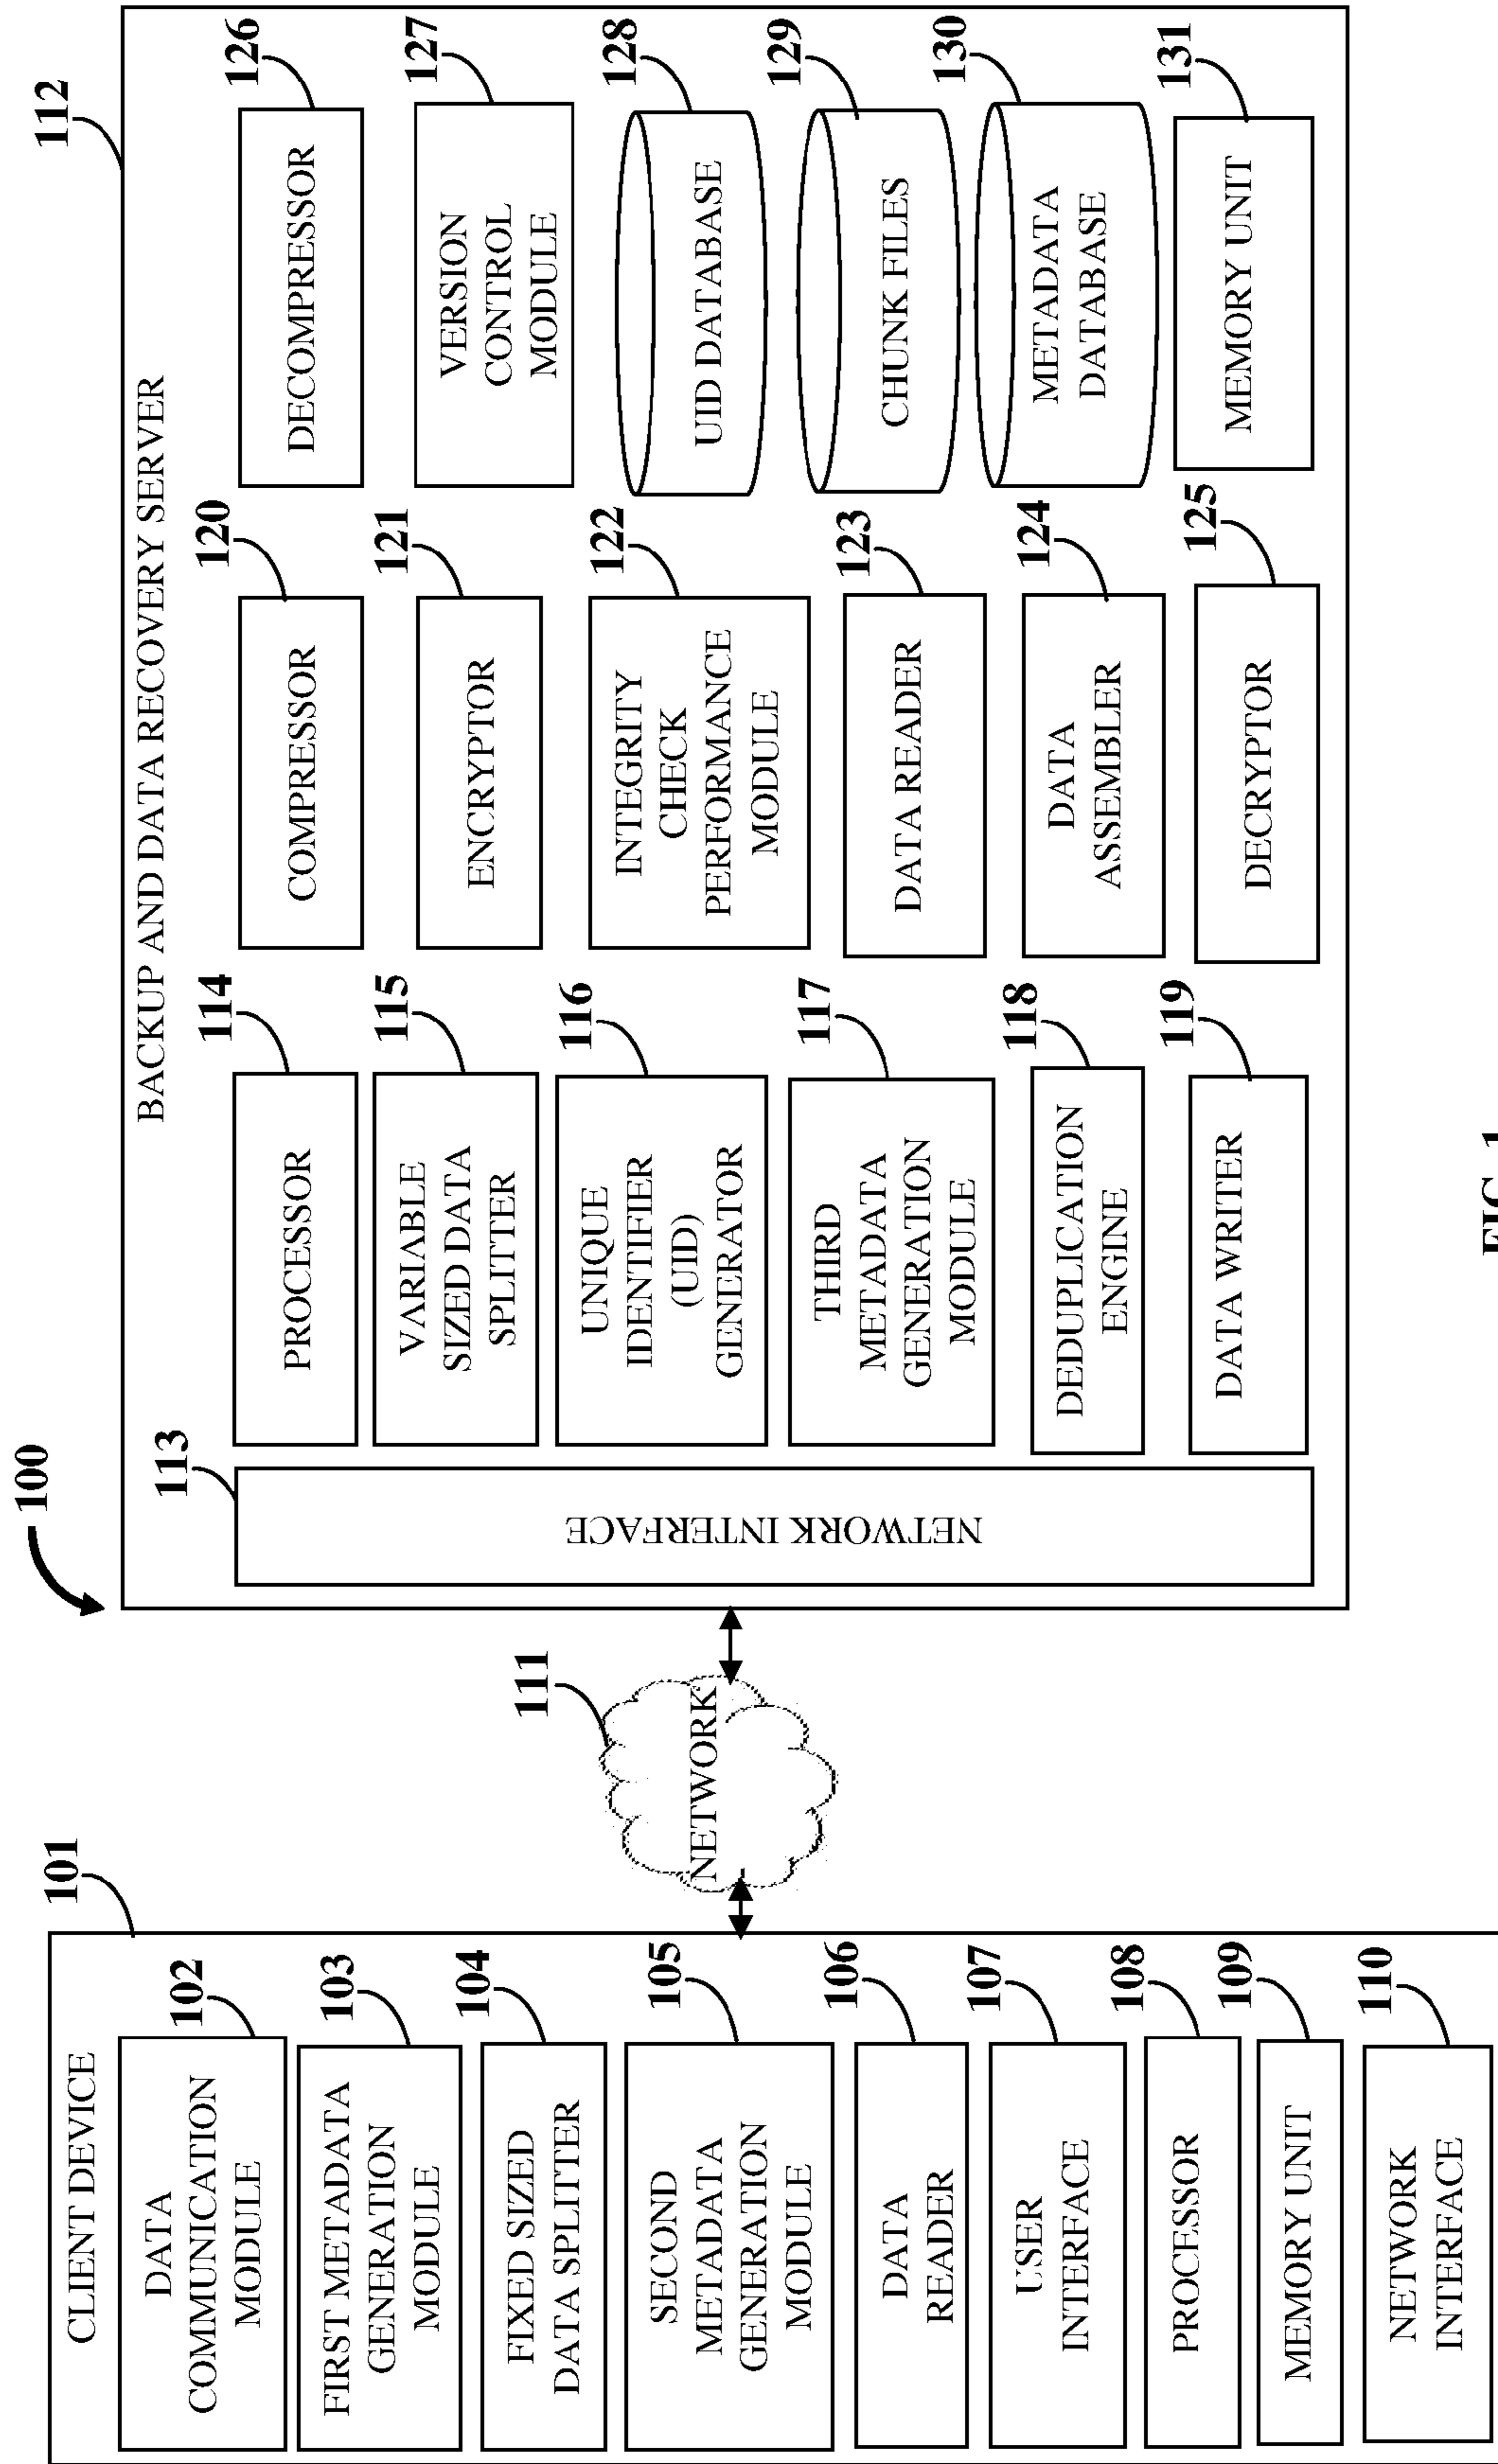 100
101
CLIENT DEVICE
102
DATA
COMMUNICATION
MODULE
103
FIRST METADATA
GENERATION
MODULE
104
FIXED SIZED
DATA SPLITTER
105
SECOND
METADATA
GENERATION
MODULE
106
DATA
READER
107
USER
INTERFACE
108
PROCESSOR
109
MEMORY UNIT
110
NETWORK
INTERFACE
111
NETWORK
112
BACKUP AND DATA RECOVERY SERVER
113
NETWORK INTERFACE
114
PROCESSOR
115
VARIABLE
SIZED DATA
SPLITTER
116
UNIQUE
IDENTIFIER
(UID)
GENERATOR
117
THIRD
METADATA
GENERATION
MODULE
118
DEDUPLICATION
ENGINE
119
DATA WRITER
120
COMPRESSOR
121
ENCRYPTOR
122
INTEGRITY
CHECK
PERFORMANCE
MODULE
123
DATA READER
124
DATA
ASSEMBLER
125
DECRYPTOR
126
DECOMPRESSOR
127
VERSION
CONTROL
MODULE
128
UID DATABASE
129
CHUNK FILES
130
METADATA
DATABASE
131
MEMORY UNIT
FIG. 1